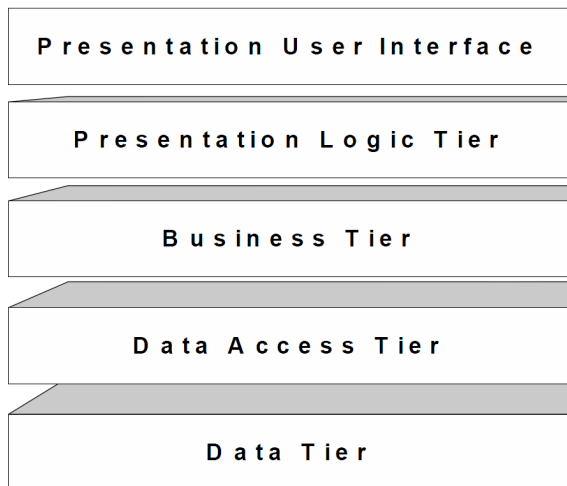 Presentation User Interface
Presentation Logic Tier
Business Tier
Data Access Tier
Data Tier